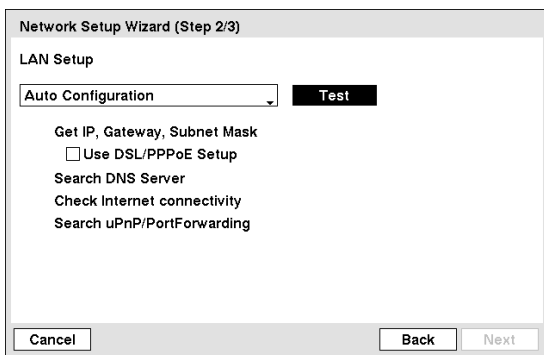 Network Setup Wizard (Step 2/3)
LAN Setup
Auto Configuration
Test
Get IP, Gateway, Subnet Mask
Use DSL/PPPoE Setup
Search DNS Server
Check Internet connectivity
Search uPnP/PortForwarding
Cancel
Back
Next